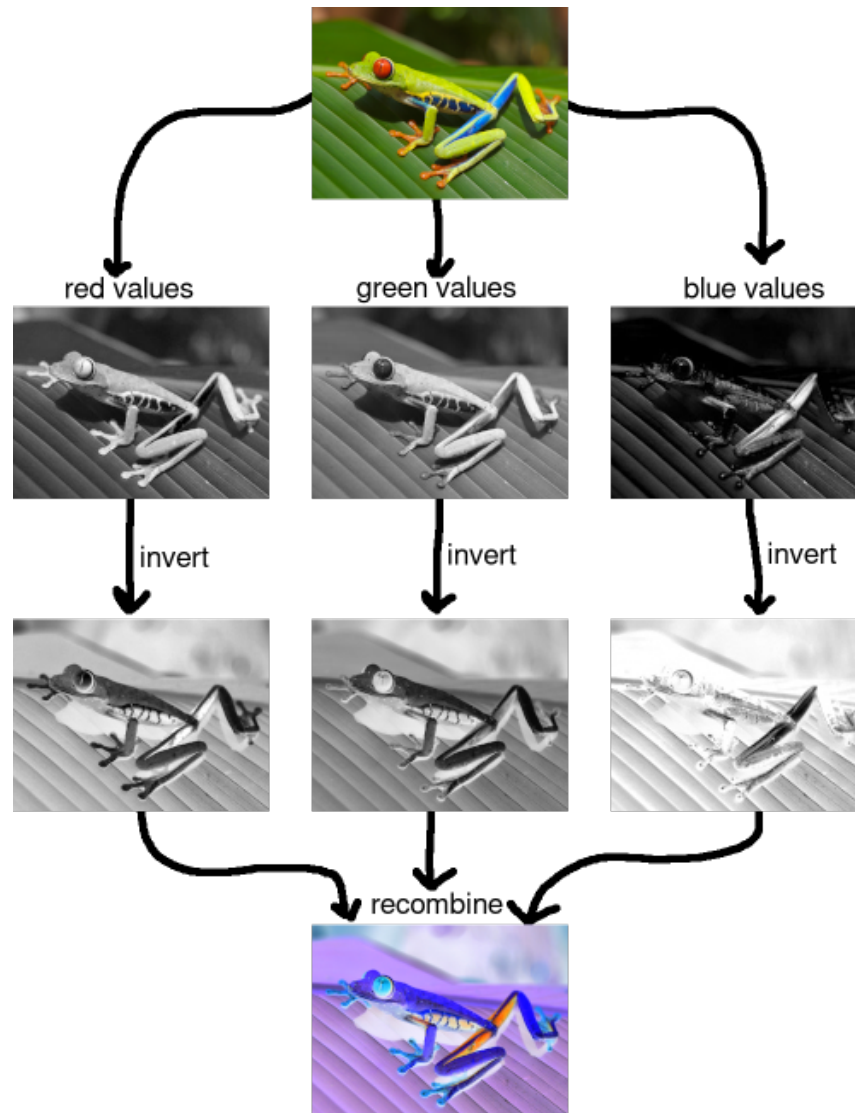 red values
green values
blue values
invert
invert
invert
recombine